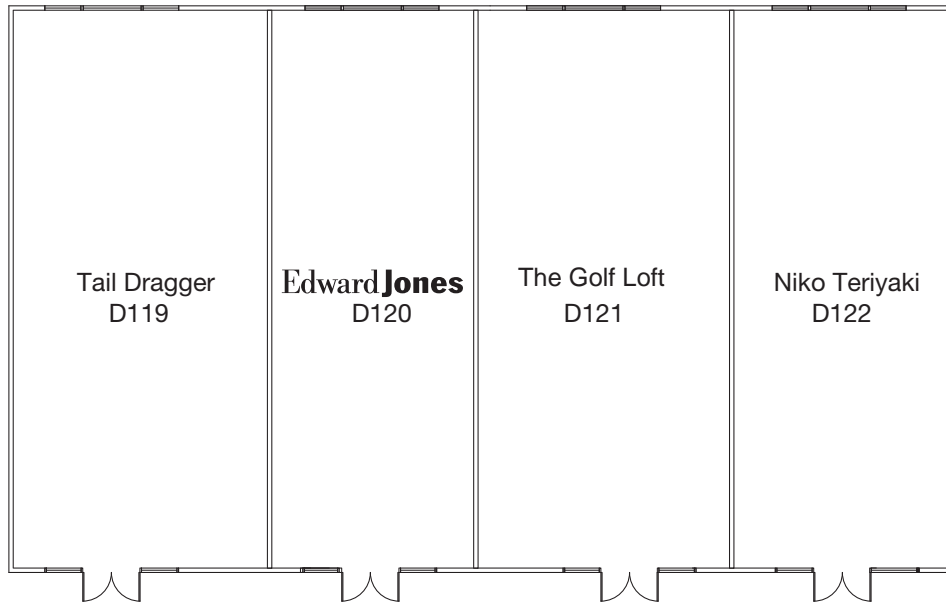 Tail Dragger
D119
Edward Jones
D120
The Golf Loft
D121
Niko Teriyaki
D122